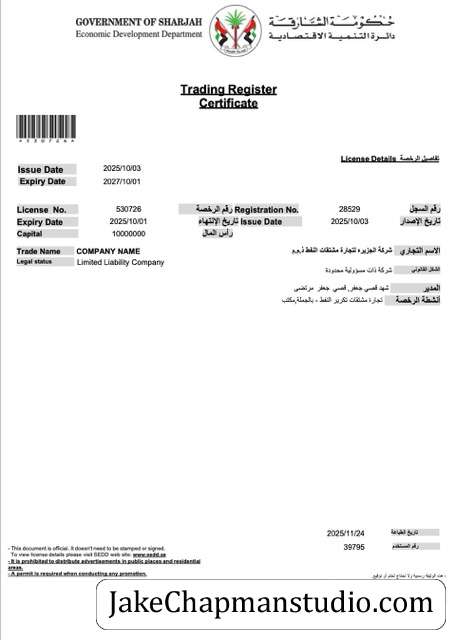 GOVERNMENT OF SHARJAH
Economic Development Department
حكومة الشارقة
دائرة التنمية الاقتصادية
Trading Register
Certificate
*530726*
License Details تفاصيل الرخصة
Issue Date 2025/10/03
Expiry Date 2027/10/01
License No. 530726 رقم الرخصة Registration No. 28529 رقم السجل
Expiry Date 2025/10/01 تاريخ الإنتهاء Issue Date 2025/10/03 تاريخ الإصدار
Capital 10000000 رأس المال
Trade Name COMPANY NAME شركة الجزيره لتجارة مشتقات النفط ذ.م.م الاسم التجاري
Legal status Limited Liability Company شركة ذات مسؤولية محدودة الشكل القانوني
شهد قصي جعفر, قصي جعفر مرتضى المدير
تجارة مشتقات تكرير النفط - بالجملة,مكتب أنشطة الرخصة
2025/11/24 تاريخ الطباعة
39795 رقم المستخدم
- This document is official. It doesn't need to be stamped or signed.
To view license details please visit SEDD web site: www.sedd.ae
- It is prohibited to distribute advertisements in public places and residential
areas.
- A permit is required when conducting any promotion.
- هذه الوثيقة رسمية ولا تحتاج لختم أو توقيع
JakeChapmanstudio.com